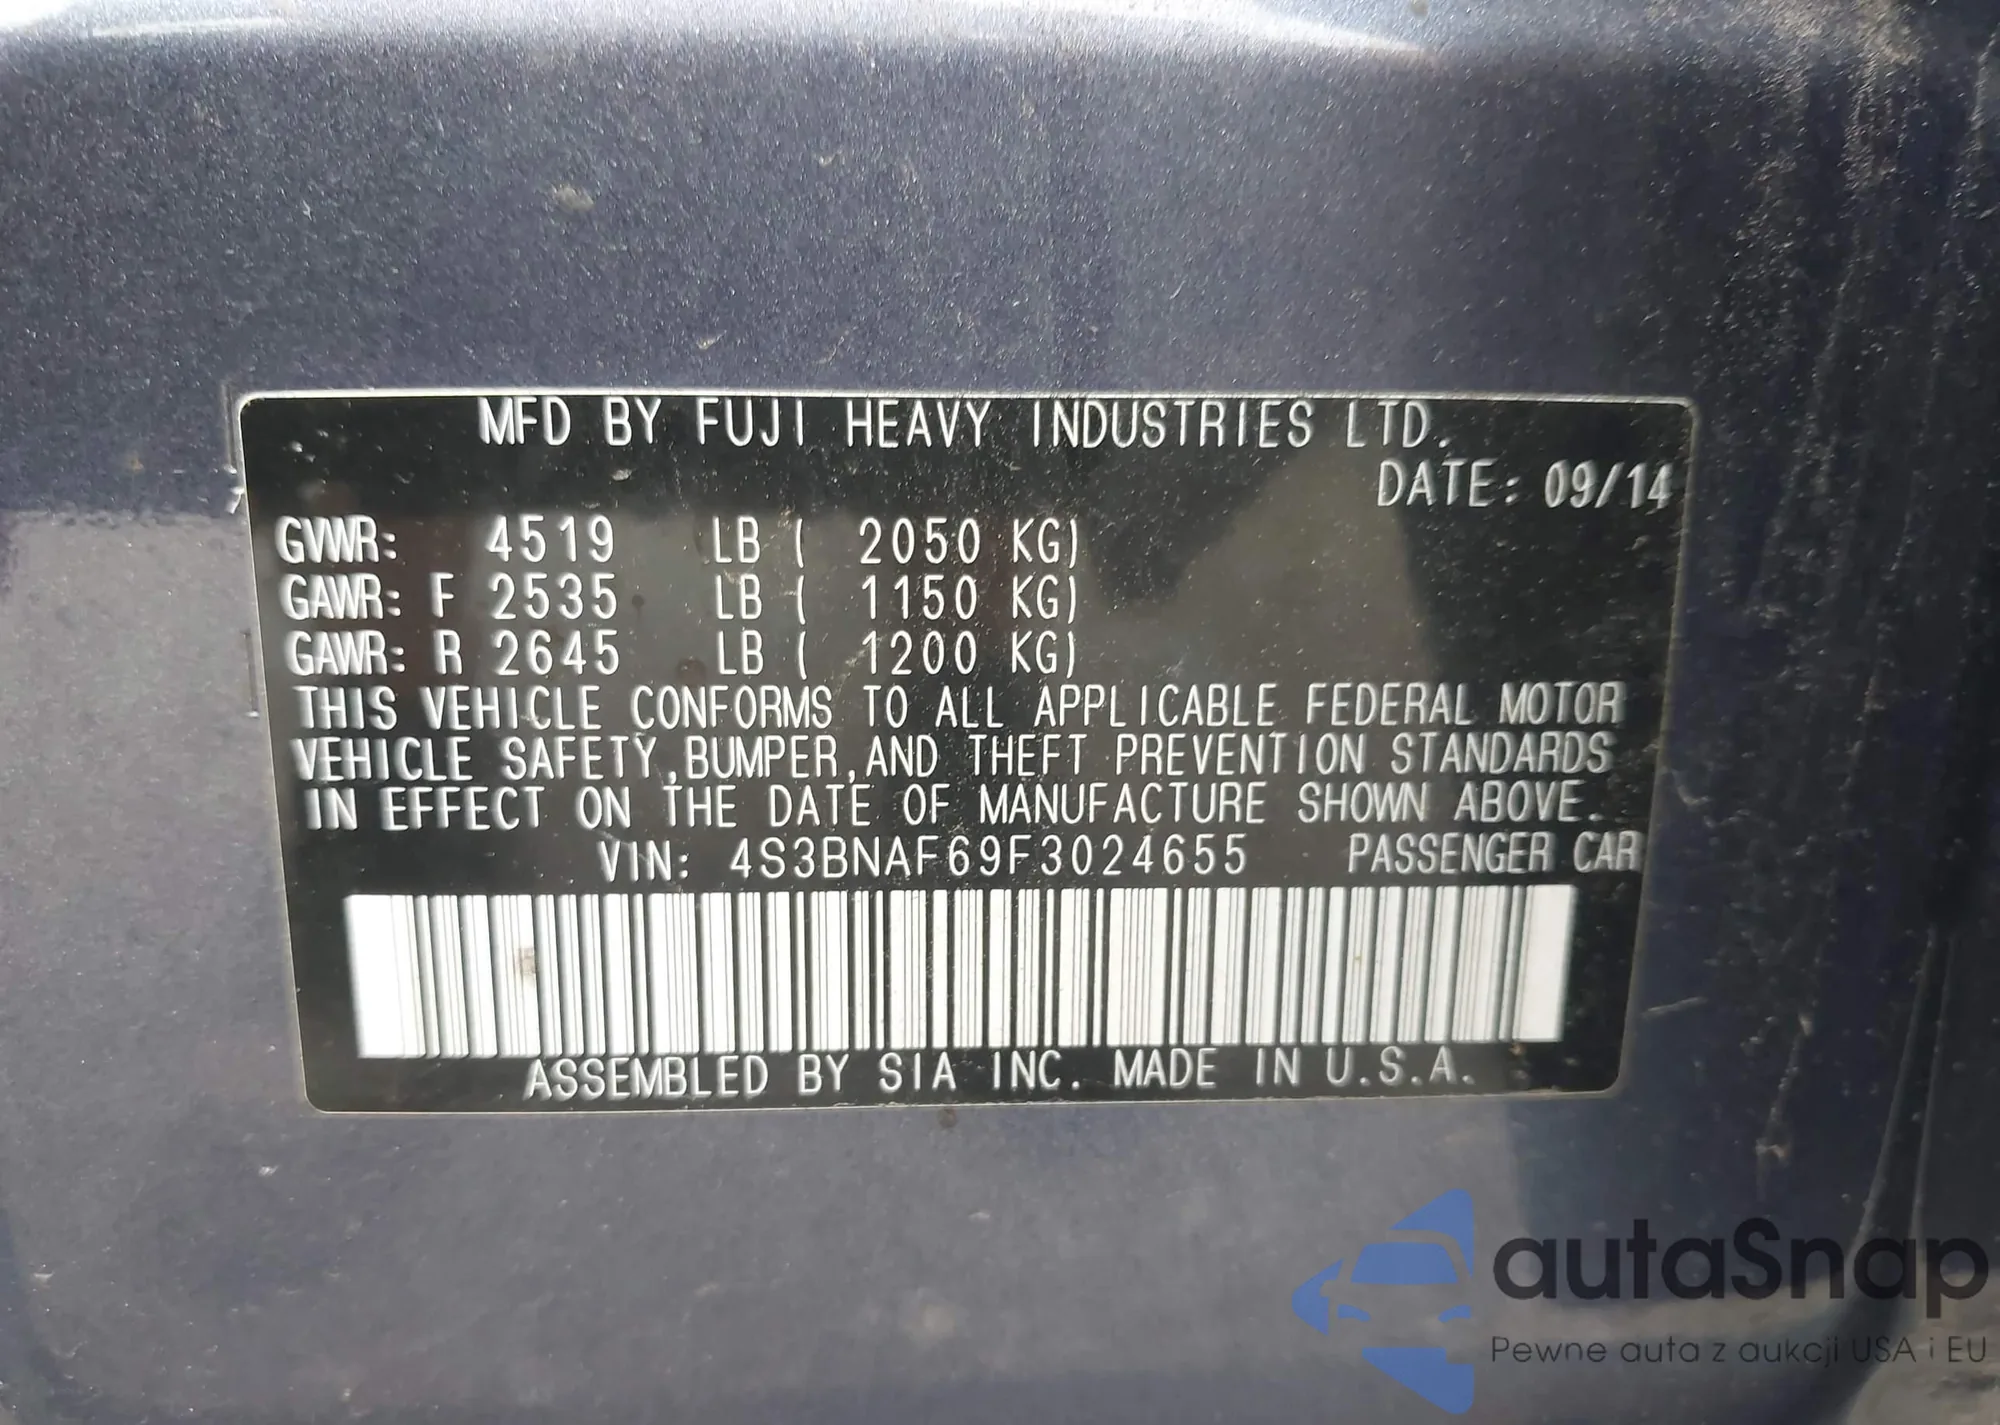 MFD BY FUJI HEAVY INDUSTRIES LTD.
DATE: 09/14
GVWR: 4519 LB ( 2050 KG)
GAWR: F 2535 LB ( 1150 KG)
GAWR: R 2645 LB ( 1200 KG)
THIS VEHICLE CONFORMS TO ALL APPLICABLE FEDERAL MOTOR
VEHICLE SAFETY,BUMPER,AND THEFT PREVENTION STANDARDS
IN EFFECT ON THE DATE OF MANUFACTURE SHOWN ABOVE.
VIN: 4S3BNAF69F3024655 PASSENGER CAR
ASSEMBLED BY SIA INC. MADE IN U.S.A.
autaSnap
Pewne auta z aukcji USA i EU